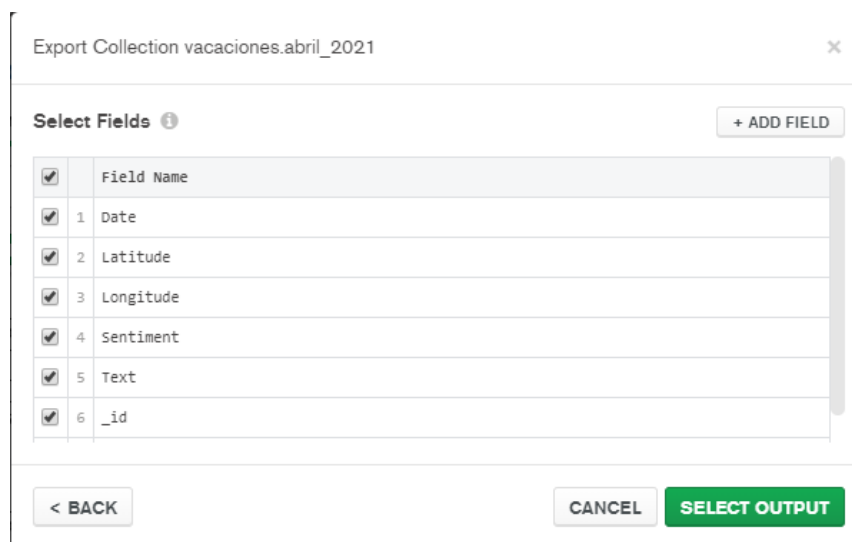 Export Collection vacaciones.abril_2021 ×
Select Fields i + ADD FIELD
Field Name
1 Date
2 Latitude
3 Longitude
4 Sentiment
5 Text
6 _id
< BACK CANCEL SELECT OUTPUT